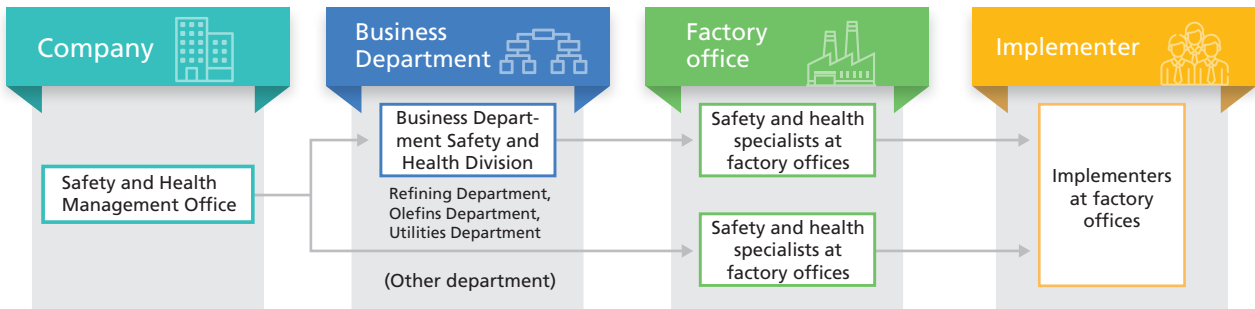 Company
Safety and Health
Management Office
Business
Department
Business Depart-
ment Safety and
Health Division
Refining Department,
Olefins Department,
Utilities Department
(Other department)
Factory
office
Safety and health
specialists at
factory offices
Safety and health
specialists at
factory offices
Implementer
Implementers
at factory
offices